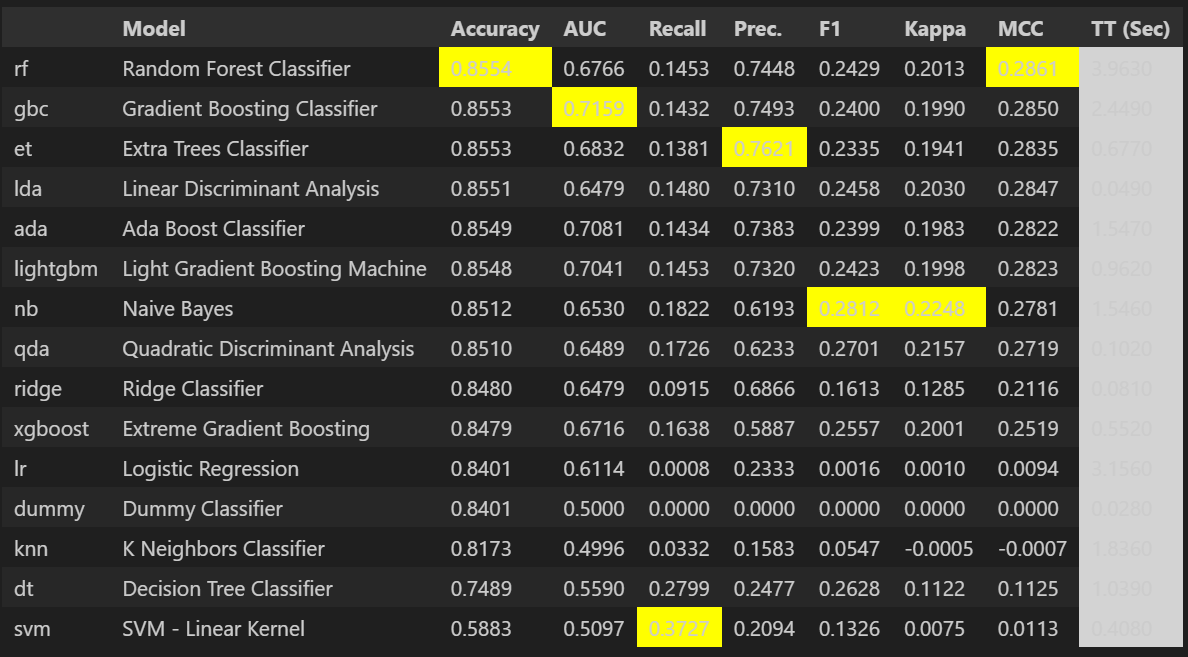 Model Accuracy AUC Recall Prec. F1 Kappa MCC TT (Sec)
rf Random Forest Classifier 0.8554 0.6766 0.1453 0.7448 0.2429 0.2013 0.2861 3.9630
gbc Gradient Boosting Classifier 0.8553 0.7159 0.1432 0.7493 0.2400 0.1990 0.2850 2.4490
et Extra Trees Classifier 0.8553 0.6832 0.1381 0.7621 0.2335 0.1941 0.2835 0.6770
lda Linear Discriminant Analysis 0.8551 0.6479 0.1480 0.7310 0.2458 0.2030 0.2847 0.0490
ada Ada Boost Classifier 0.8549 0.7081 0.1434 0.7383 0.2399 0.1983 0.2822 1.5470
lightgbm Light Gradient Boosting Machine 0.8548 0.7041 0.1453 0.7320 0.2423 0.1998 0.2823 0.9620
nb Naive Bayes 0.8512 0.6530 0.1822 0.6193 0.2812 0.2248 0.2781 1.5460
qda Quadratic Discriminant Analysis 0.8510 0.6489 0.1726 0.6233 0.2701 0.2157 0.2719 0.1020
ridge Ridge Classifier 0.8480 0.6479 0.0915 0.6866 0.1613 0.1285 0.2116 0.0810
xgboost Extreme Gradient Boosting 0.8479 0.6716 0.1638 0.5887 0.2557 0.2001 0.2519 0.5520
lr Logistic Regression 0.8401 0.6114 0.0008 0.2333 0.0016 0.0010 0.0094 3.1560
dummy Dummy Classifier 0.8401 0.5000 0.0000 0.0000 0.0000 0.0000 0.0000 0.0280
knn K Neighbors Classifier 0.8173 0.4996 0.0332 0.1583 0.0547 -0.0005 -0.0007 1.8360
dt Decision Tree Classifier 0.7489 0.5590 0.2799 0.2477 0.2628 0.1122 0.1125 1.0390
svm SVM - Linear Kernel 0.5883 0.5097 0.3727 0.2094 0.1326 0.0075 0.0113 0.4080